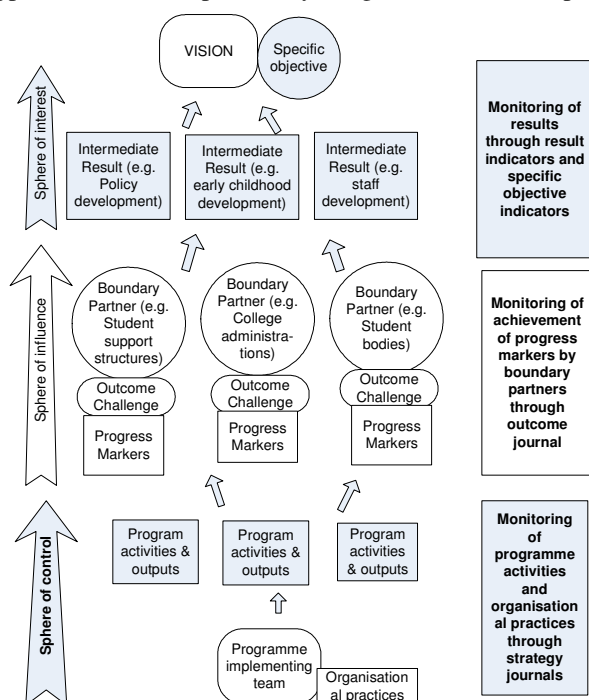 VISION
Specific
objective
Sphere of interest
Intermediate
Result (e.g.
Policy
development)
Intermediate
Result (e.g.
early childhood
development)
Intermediate
Result (e.g.
staff
development)
Monitoring of
results
through result
indicators and
specific
objective
indicators
Sphere of influence
Boundary
Partner (e.g.
Student
support
structures)
Boundary
Partner (e.g.
College
administra-
tions)
Boundary
Partner (e.g.
Student
bodies)
Outcome
Challenge
Outcome
Challenge
Outcome
Challenge
Progress
Markers
Progress
Markers
Progress
Markers
Monitoring of
achievement
of progress
markers by
boundary
partners
through
outcome
journal
Sphere of control
Program
activities &
outputs
Program
activities &
outputs
Program
activities
& outputs
Programme
implementing
team
Organisation
al practices
Monitoring
of
programme
activities
and
organisation
al practices
through
strategy
journals